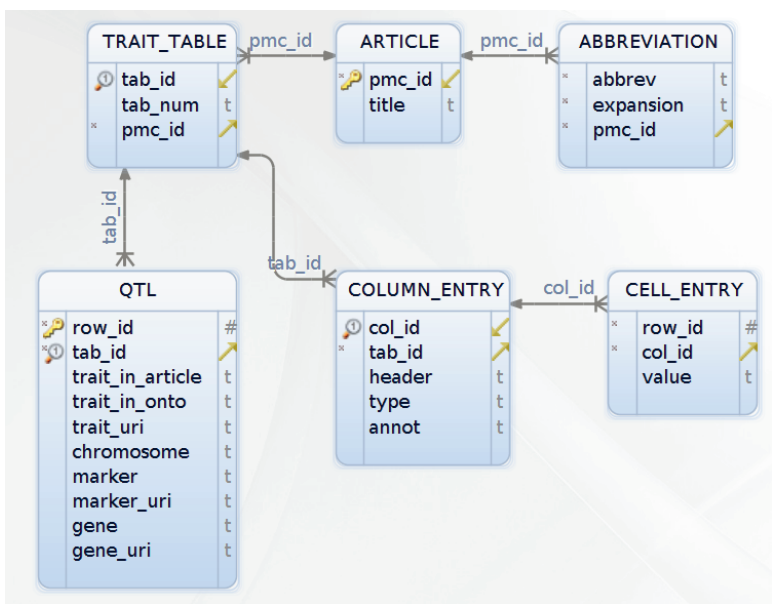 TRAIT_TABLE
tab_id
tab_num t
* pmc_id
pmc_id
ARTICLE
* pmc_id
title t
pmc_id
ABBREVIATION
* abbrev t
* expansion t
* pmc_id
tab_id
tab_id
QTL
* row_id #
* tab_id
trait_in_article t
trait_in_onto t
trait_uri t
chromosome t
marker t
marker_uri t
gene t
gene_uri t
COLUMN_ENTRY
col_id
* tab_id
header t
type t
annot t
col_id
CELL_ENTRY
* row_id #
* col_id
value t